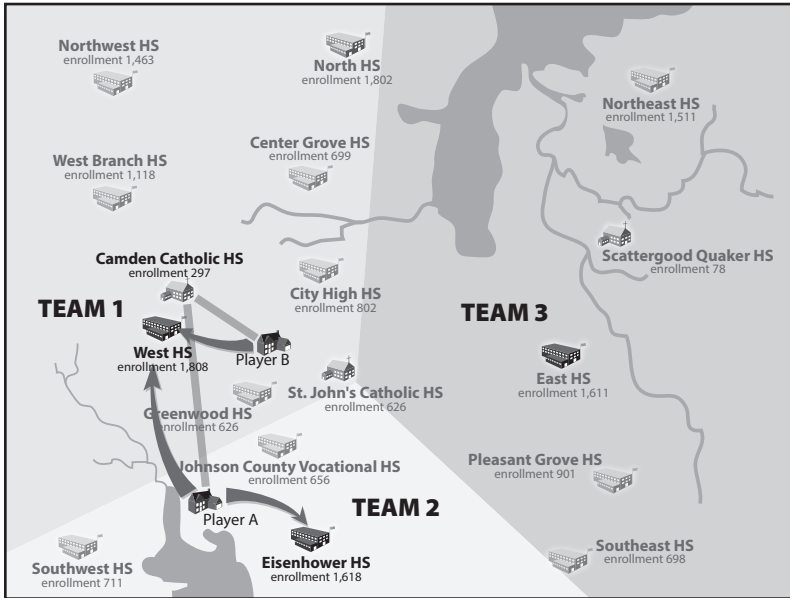 Northwest HS
enrollment 1,463
North HS
enrollment 1,802
Northeast HS
enrollment 1,511
Center Grove HS
enrollment 699
West Branch HS
enrollment 1,118
Camden Catholic HS
enrollment 297
Scattergood Quaker HS
enrollment 78
City High HS
enrollment 802
TEAM 1
TEAM 3
West HS
enrollment 1,808
Player B
East HS
enrollment 1,611
St. John's Catholic HS
enrollment 626
Greenwood HS
enrollment 626
Johnson County Vocational HS
enrollment 656
Pleasant Grove HS
enrollment 901
TEAM 2
Player A
Southwest HS
enrollment 711
Eisenhower HS
enrollment 1,618
Southeast HS
enrollment 698